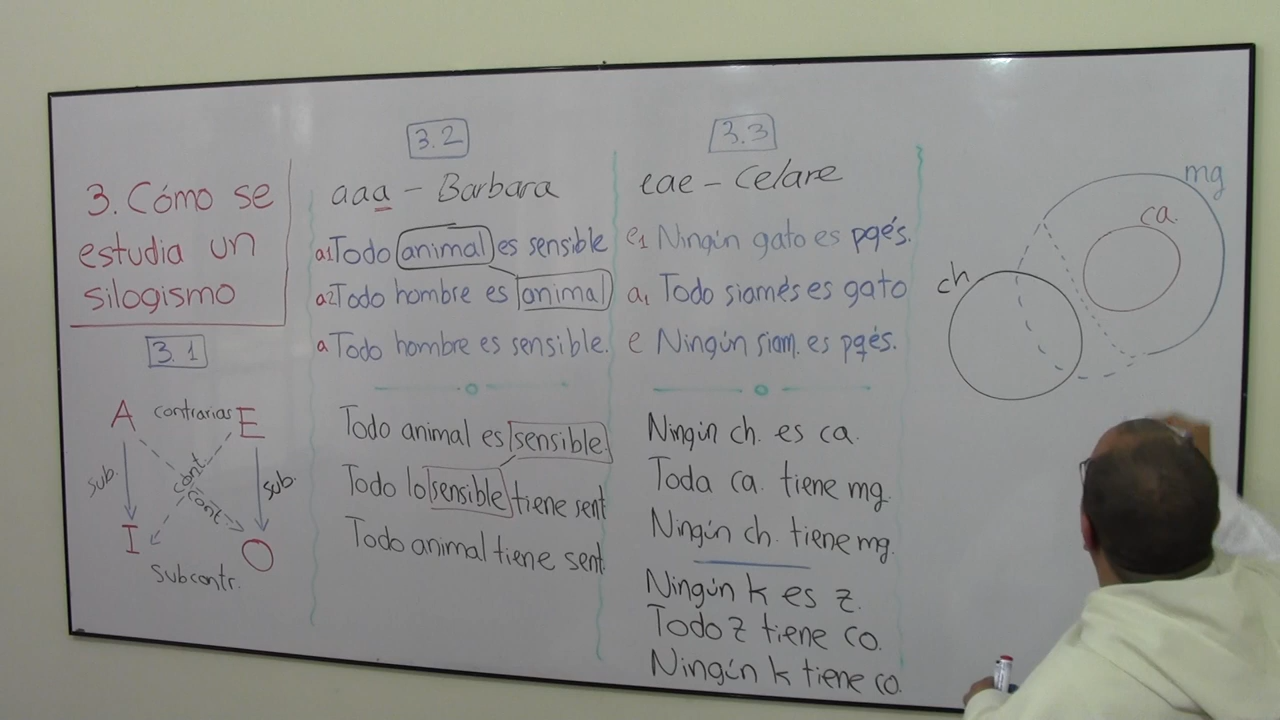 3. Cómo se
estudia un
silogismo
3.1
A contrarias E
sub.
cont
cont
sub.
I
O
subcontr.
3.2
aaa - Barbara
a1 Todo animal es sensible
a2 Todo hombre es animal
a Todo hombre es sensible.
Todo animal es sensible.
Todo lo sensible tiene sent
Todo animal tiene sent.
3.3
eae - Celare
e1 Ningún gato es pqés.
a1 Todo siamés es gato
e Ningún siam. es pqés.
Ningún ch. es ca.
Toda ca. tiene mg.
Ningún ch. tiene mg.
Ningún k es z.
Todo z tiene co.
Ningún k tiene co.
mg
ca.
ch